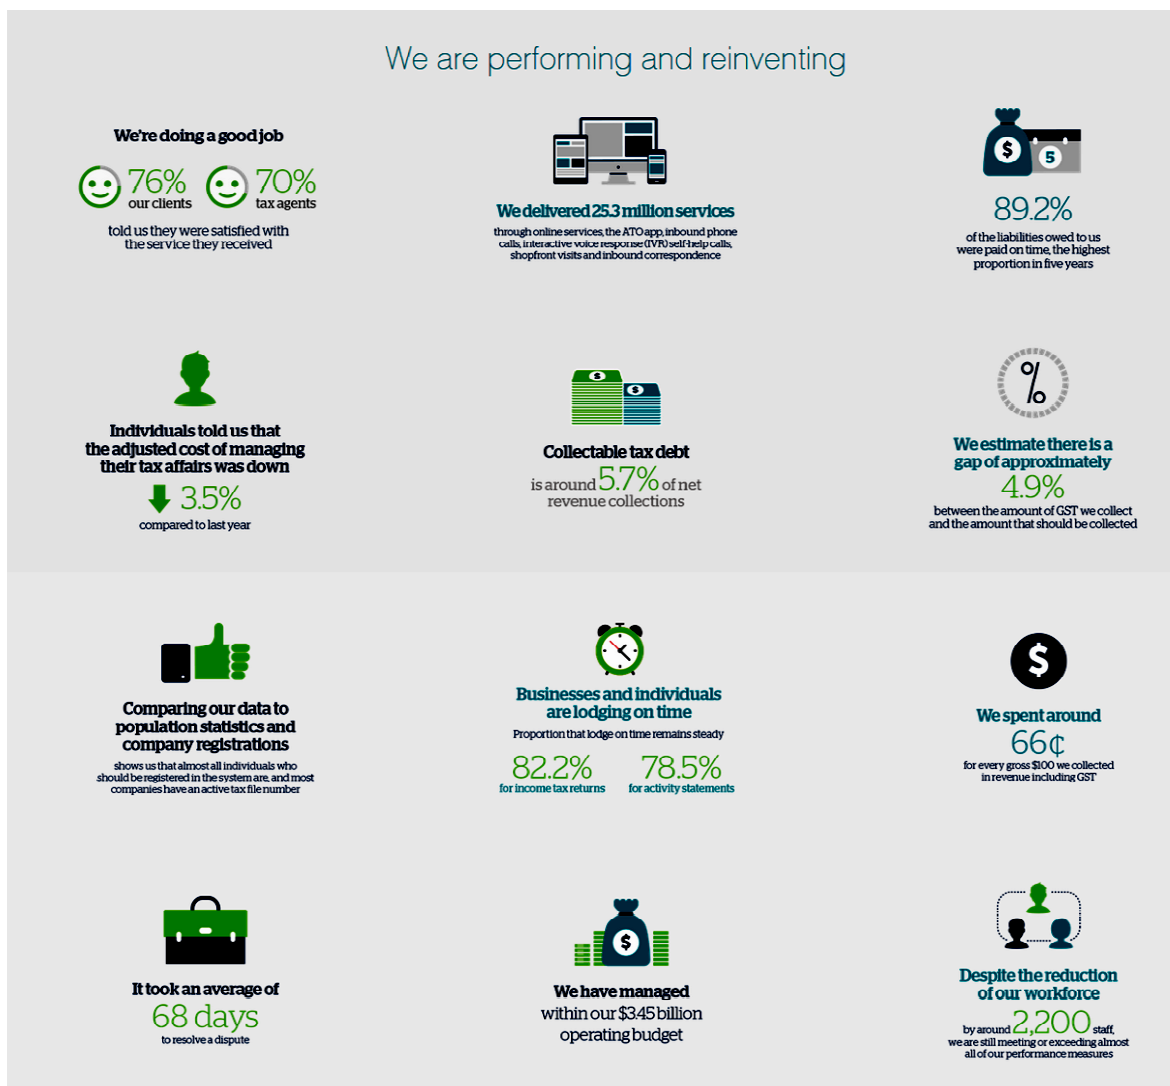 We are performing and reinventing
We're doing a good job
76%
our clients
70%
tax agents
told us they were satisfied with
the service they received
We delivered 25.3 million services
through online services, the ATO app, inbound phone
calls, interactive voice response (IVR) self-help calls,
shopfront visits and inbound correspondence
$
5
89.2%
of the liabilities owed to us
were paid on time, the highest
proportion in five years
Individuals told us that
the adjusted cost of managing
their tax affairs was down
3.5%
compared to last year
$
$
Collectable tax debt
is around 5.7% of net
revenue collections
%
We estimate there is a
gap of approximately
4.9%
between the amount of GST we collect
and the amount that should be collected
Comparing our data to
population statistics and
company registrations
shows us that almost all individuals who
should be registered in the system are, and most
companies have an active tax file number
Businesses and individuals
are lodging on time
Proportion that lodge on time remains steady
82.2%
for income tax returns
78.5%
for activity statements
$
We spent around
66¢
for every gross $100 we collected
in revenue including GST
It took an average of
68 days
to resolve a dispute
$
We have managed
within our $3.45 billion
operating budget
Despite the reduction
of our workforce
by around 2,200 staff,
we are still meeting or exceeding almost
all of our performance measures